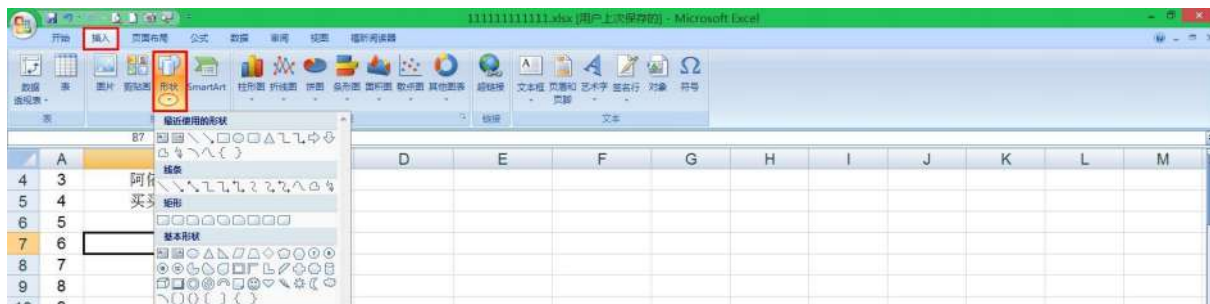 111111111111.xlsx [用户上次保存的] - Microsoft Excel
开始 插入 页面布局 公式 数据 审阅 视图 福昕阅读器
数据透视表 表 图片 剪贴画 形状 SmartArt 柱形图 折线图 饼图 条形图 面积图 散点图 其他图表 超链接 文本框 页眉和页脚 艺术字 签名行 对象 符号
表 链接 文本
最近使用的形状
B7
A D E F G H I J K L M
线条
4 3 阿依
5 4 买买
矩形
6 5
基本形状
7 6
8 7
9 8